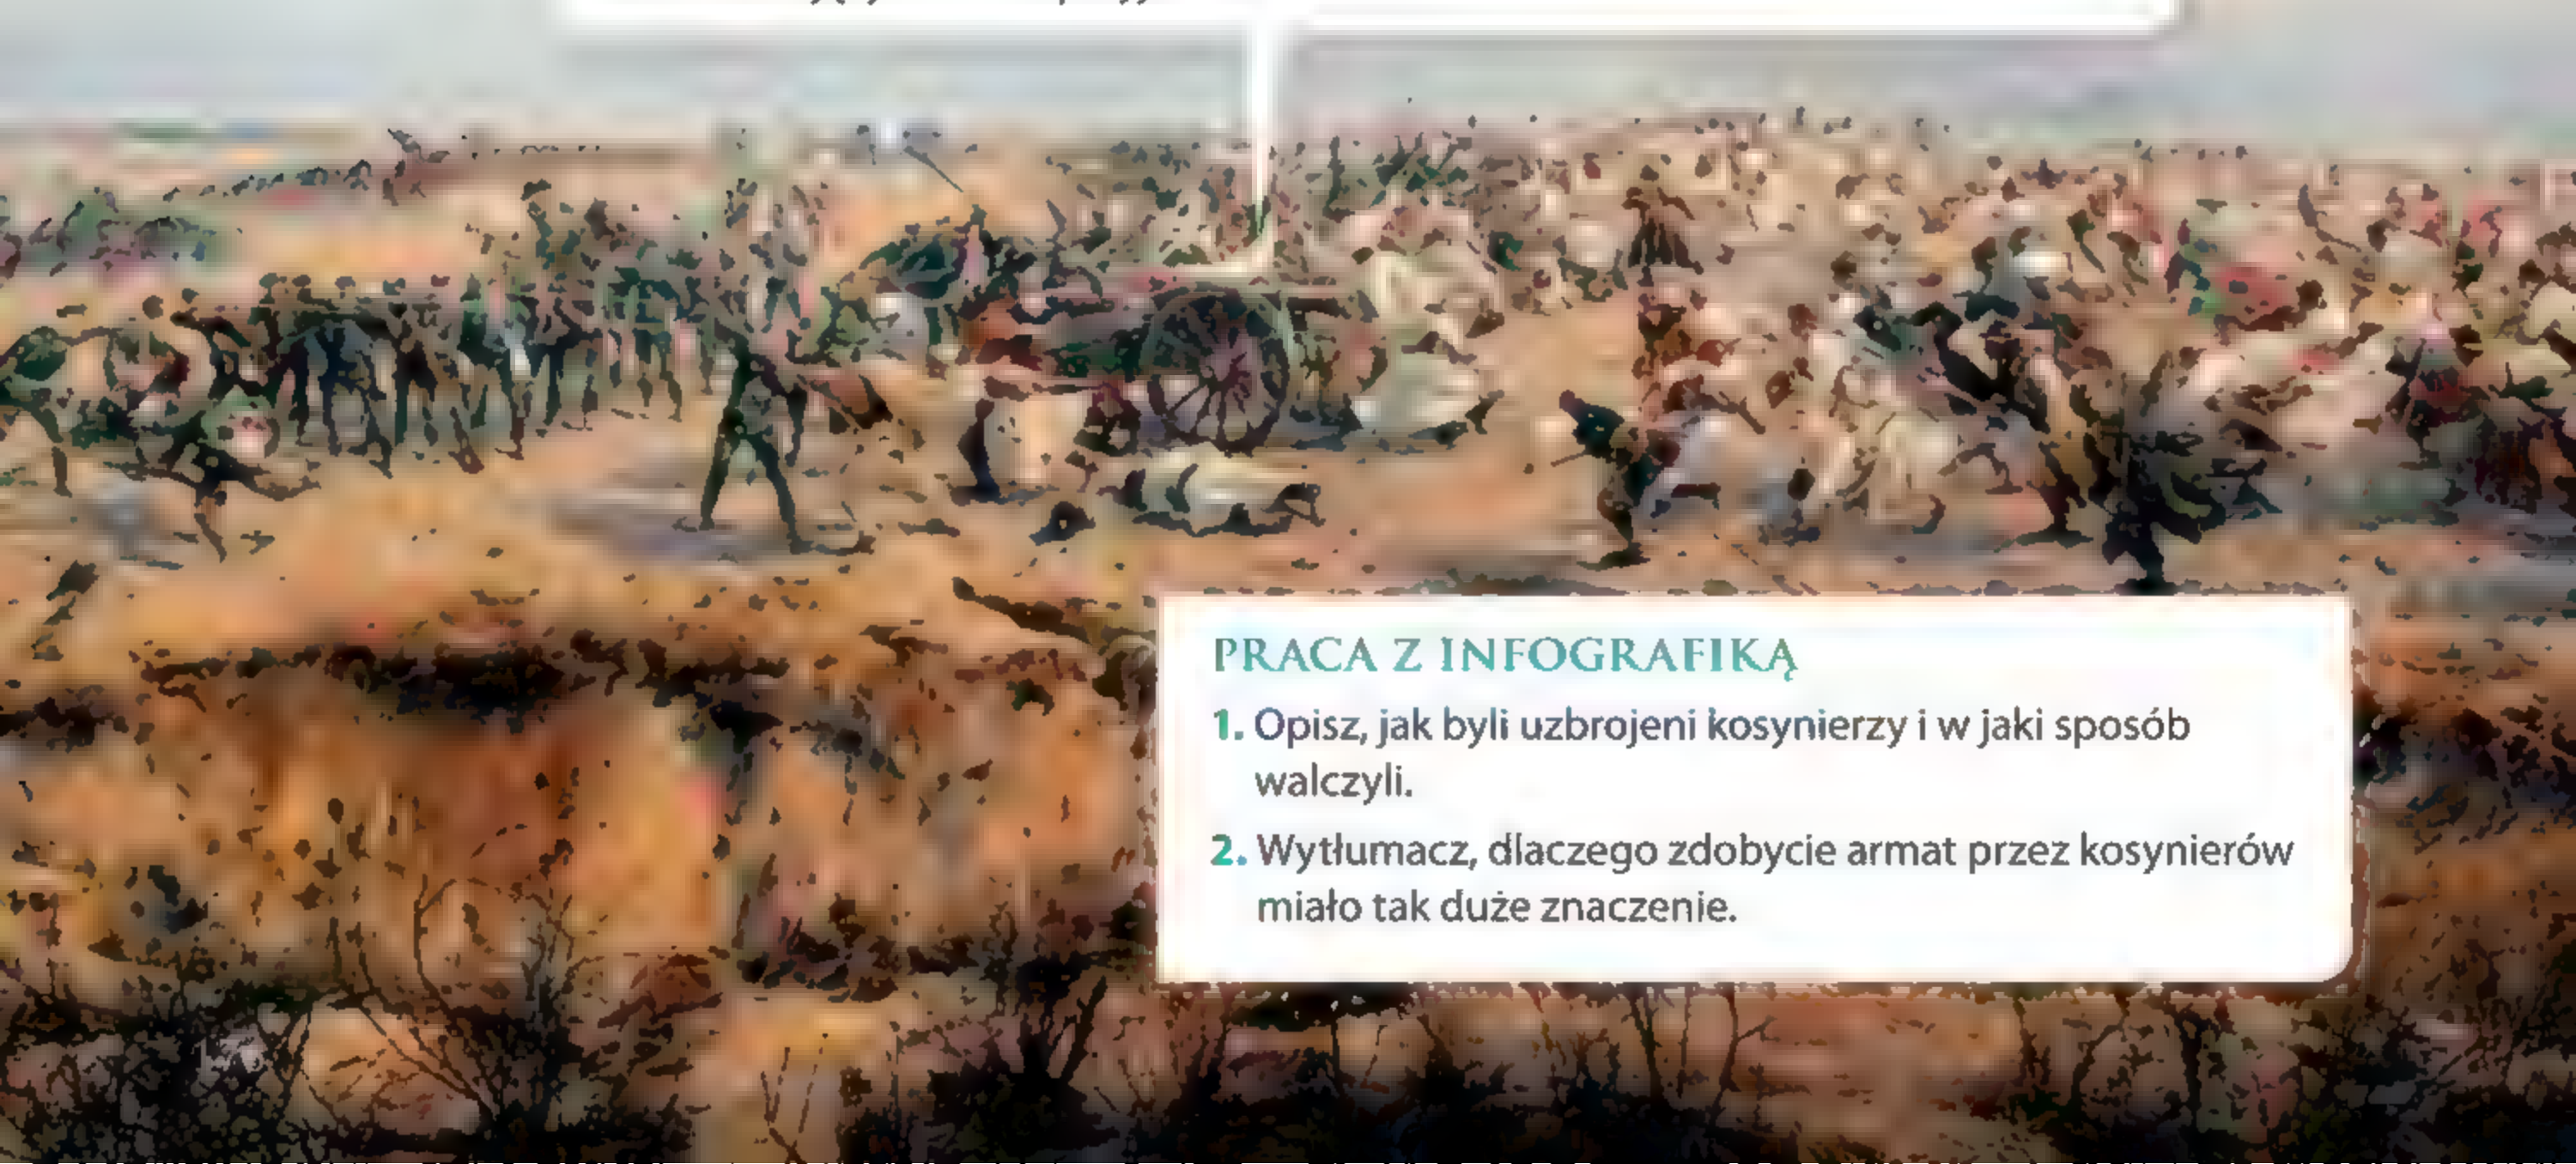 PRACA Z INFOGRAFIKĄ
1. Opisz, jak byli uzbrojeni kosynierzy i w jaki sposób
walczyli.
2. Wytłumacz, dlaczego zdobycie armat przez kosynierów
miało tak duże znaczenie.